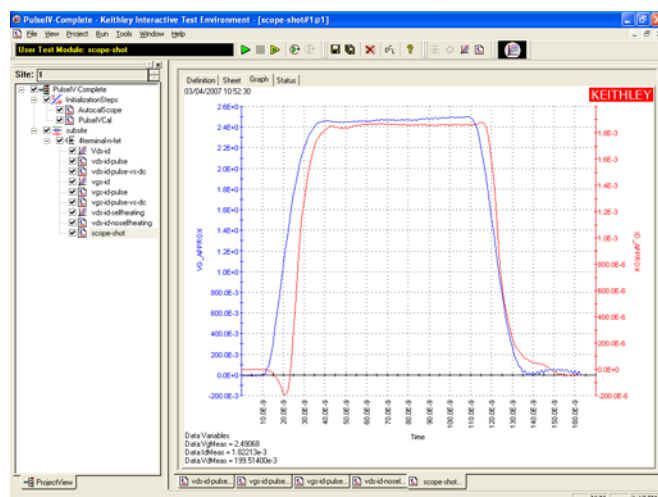 PulseIV-Complete - Keithley Interactive Test Environment - [scope-shot#1@1]
File View Project Run Tools Window Help
User Test Module: scope-shot
Site: 1
PulseIV-Complete
InitializationSteps
AutocalScope
PulseIVCal
subsite
4terminal-n-fet
Vds-id
vds-id-pulse
vds-id-pulse-vs-dc
vgs-id
vgs-id-pulse
vgs-id-pulse-vs-dc
vds-id-selfheating
vds-id-noselfheating
scope-shot
Definition Sheet Graph Status
03/04/2007 10:52:30
KEITHLEY
2.6E+0
2.4E+0
2.2E+0
2.0E+0
1.8E+0
1.6E+0
1.4E+0
1.2E+0
1.0E+0
800.0E-3
600.0E-3
400.0E-3
200.0E-3
0.0E+0
-200.0E-3
VG_APPROX
1.8E-3
1.6E-3
1.4E-3
1.2E-3
1.0E-3
800.0E-6
600.0E-6
400.0E-6
200.0E-6
0.0E+0
-200.0E-6
ID_APPROX
10.0E-9
20.0E-9
30.0E-9
40.0E-9
50.0E-9
60.0E-9
70.0E-9
80.0E-9
90.0E-9
100.0E-9
110.0E-9
120.0E-9
130.0E-9
140.0E-9
150.0E-9
160.0E-9
Time
Data Variables
Data:VgMeas = 2.49068
Data:IdMeas = 1.82213e-3
Data:VdMeas = 199.51400e-3
ProjectView
vds-id-pulse... vgs-id-pulse... vgs-id-pulse... vds-id-nosel... scope-shot...